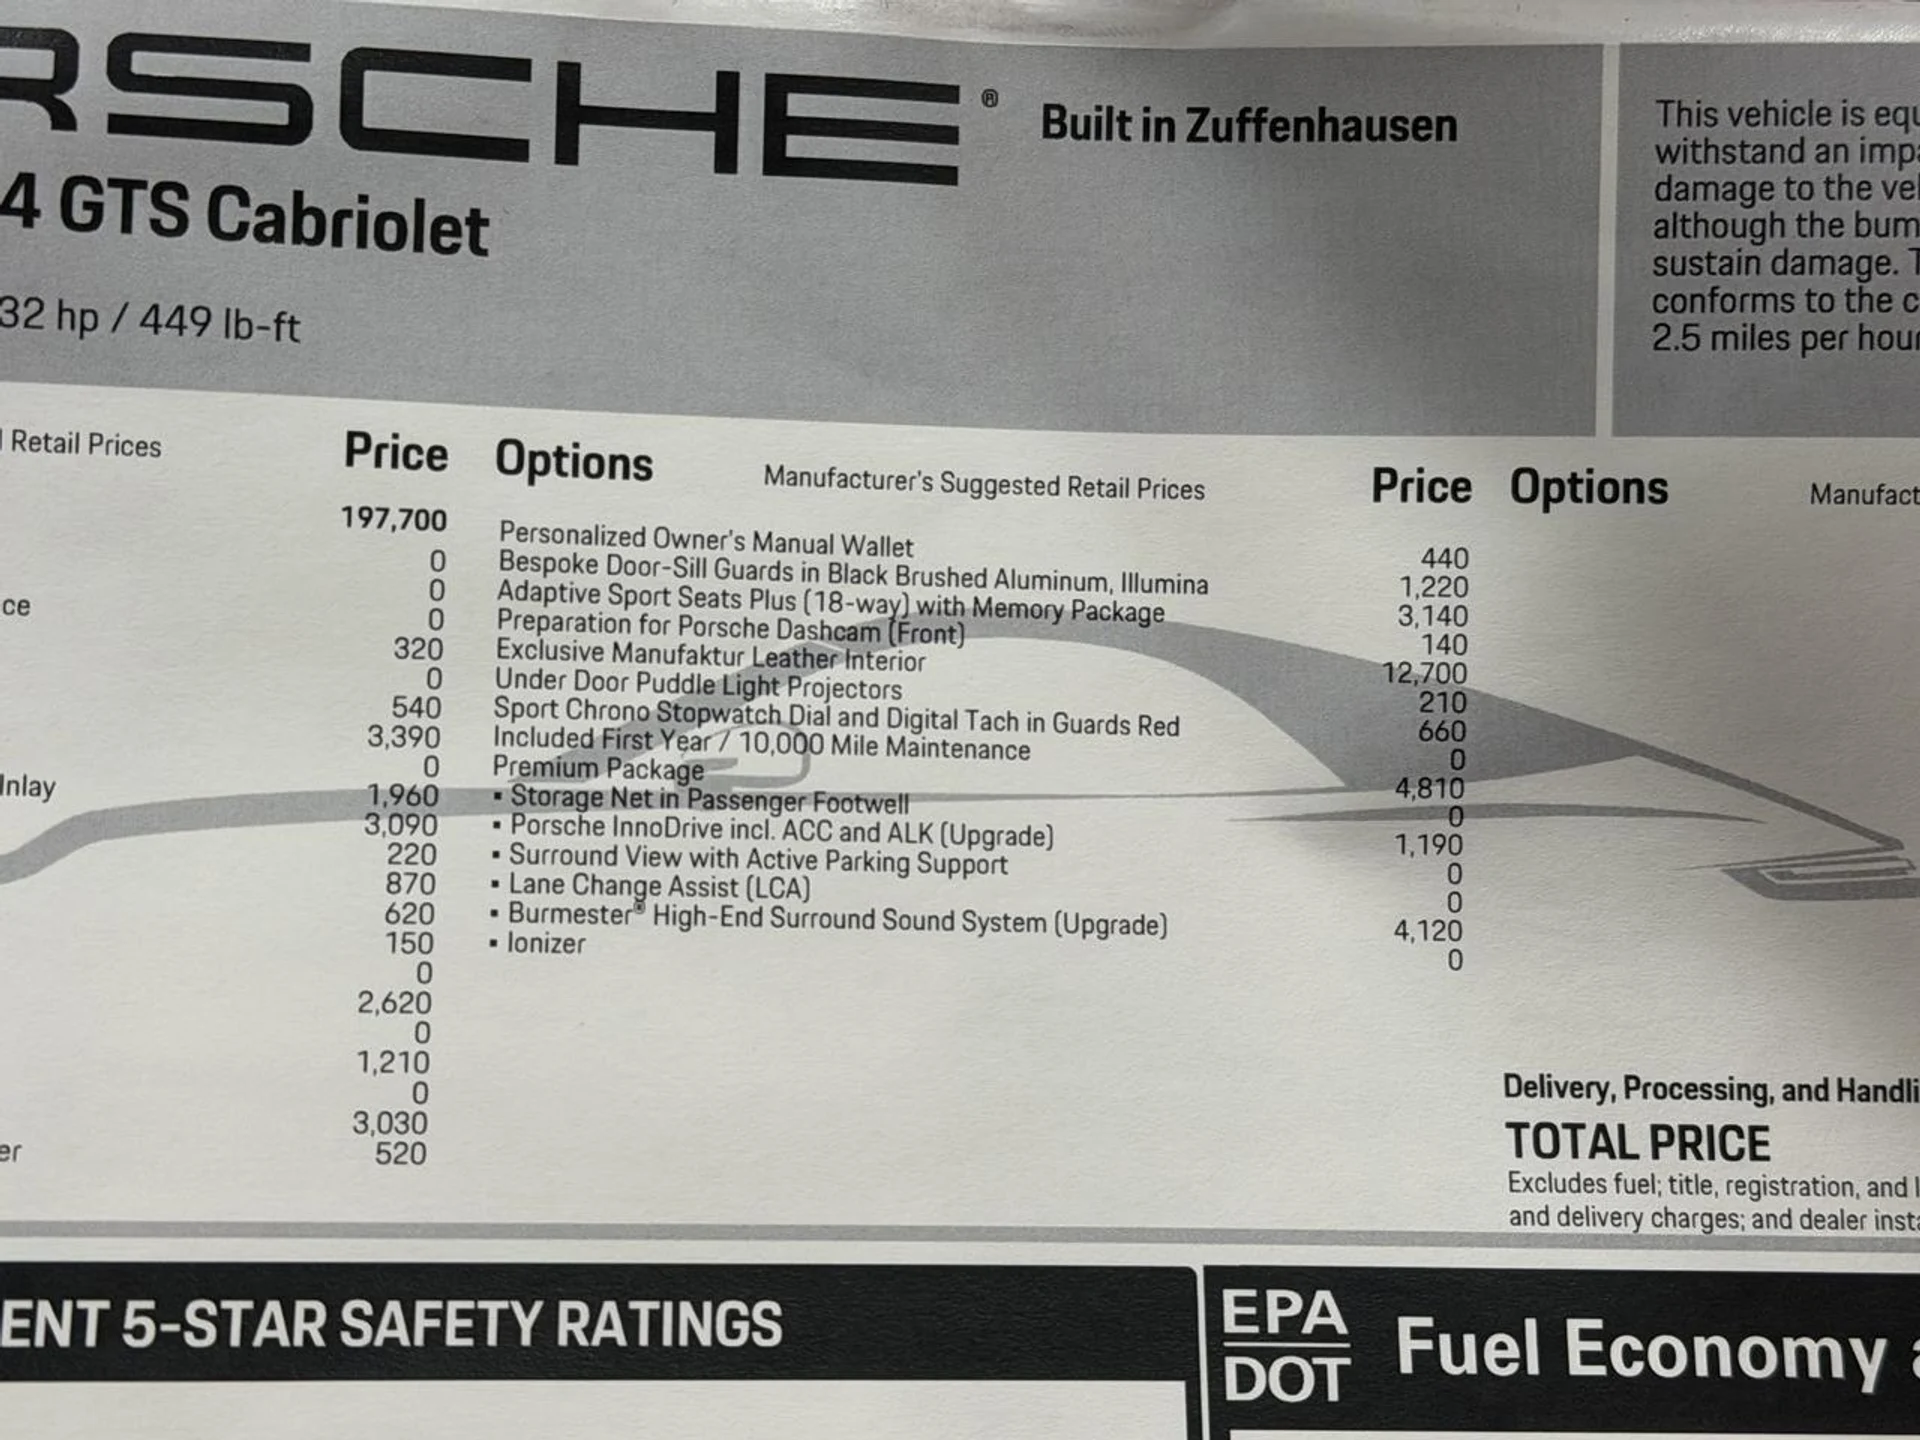 RSCHE® Built in Zuffenhausen
4 GTS Cabriolet
32 hp / 449 lb-ft
This vehicle is equ
withstand an impa
damage to the vel
although the bum
sustain damage. T
conforms to the c
2.5 miles per hour
Retail Prices Price
197,700
0
0
ce 0
320
0
540
3,390
0
Inlay 1,960
3,090
220
870
620
150
0
2,620
0
1,210
0
3,030
er 520
Options Manufacturer's Suggested Retail Prices Price
Personalized Owner's Manual Wallet 440
Bespoke Door-Sill Guards in Black Brushed Aluminum, Illumina 1,220
Adaptive Sport Seats Plus (18-way) with Memory Package 3,140
Preparation for Porsche Dashcam (Front) 140
Exclusive Manufaktur Leather Interior 12,700
Under Door Puddle Light Projectors 210
Sport Chrono Stopwatch Dial and Digital Tach in Guards Red 660
Included First Year / 10,000 Mile Maintenance 0
Premium Package 4,810
▪ Storage Net in Passenger Footwell 0
▪ Porsche InnoDrive incl. ACC and ALK (Upgrade) 1,190
▪ Surround View with Active Parking Support 0
▪ Lane Change Assist (LCA) 0
▪ Burmester® High-End Surround Sound System (Upgrade) 4,120
▪ Ionizer 0
Options Manufact
Delivery, Processing, and Handli
TOTAL PRICE
Excludes fuel; title, registration, and l
and delivery charges; and dealer insta
ENT 5-STAR SAFETY RATINGS
EPA
DOT
Fuel Economy a